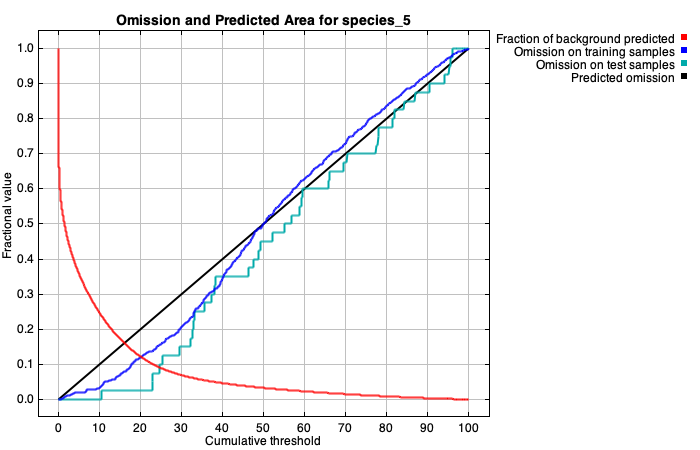 Omission and Predicted Area for species_5
Fraction of background predicted
Omission on training samples
Omission on test samples
Predicted omission
Fractional value
1.0
0.9
0.8
0.7
0.6
0.5
0.4
0.3
0.2
0.1
0.0
0 10 20 30 40 50 60 70 80 90 100
Cumulative threshold